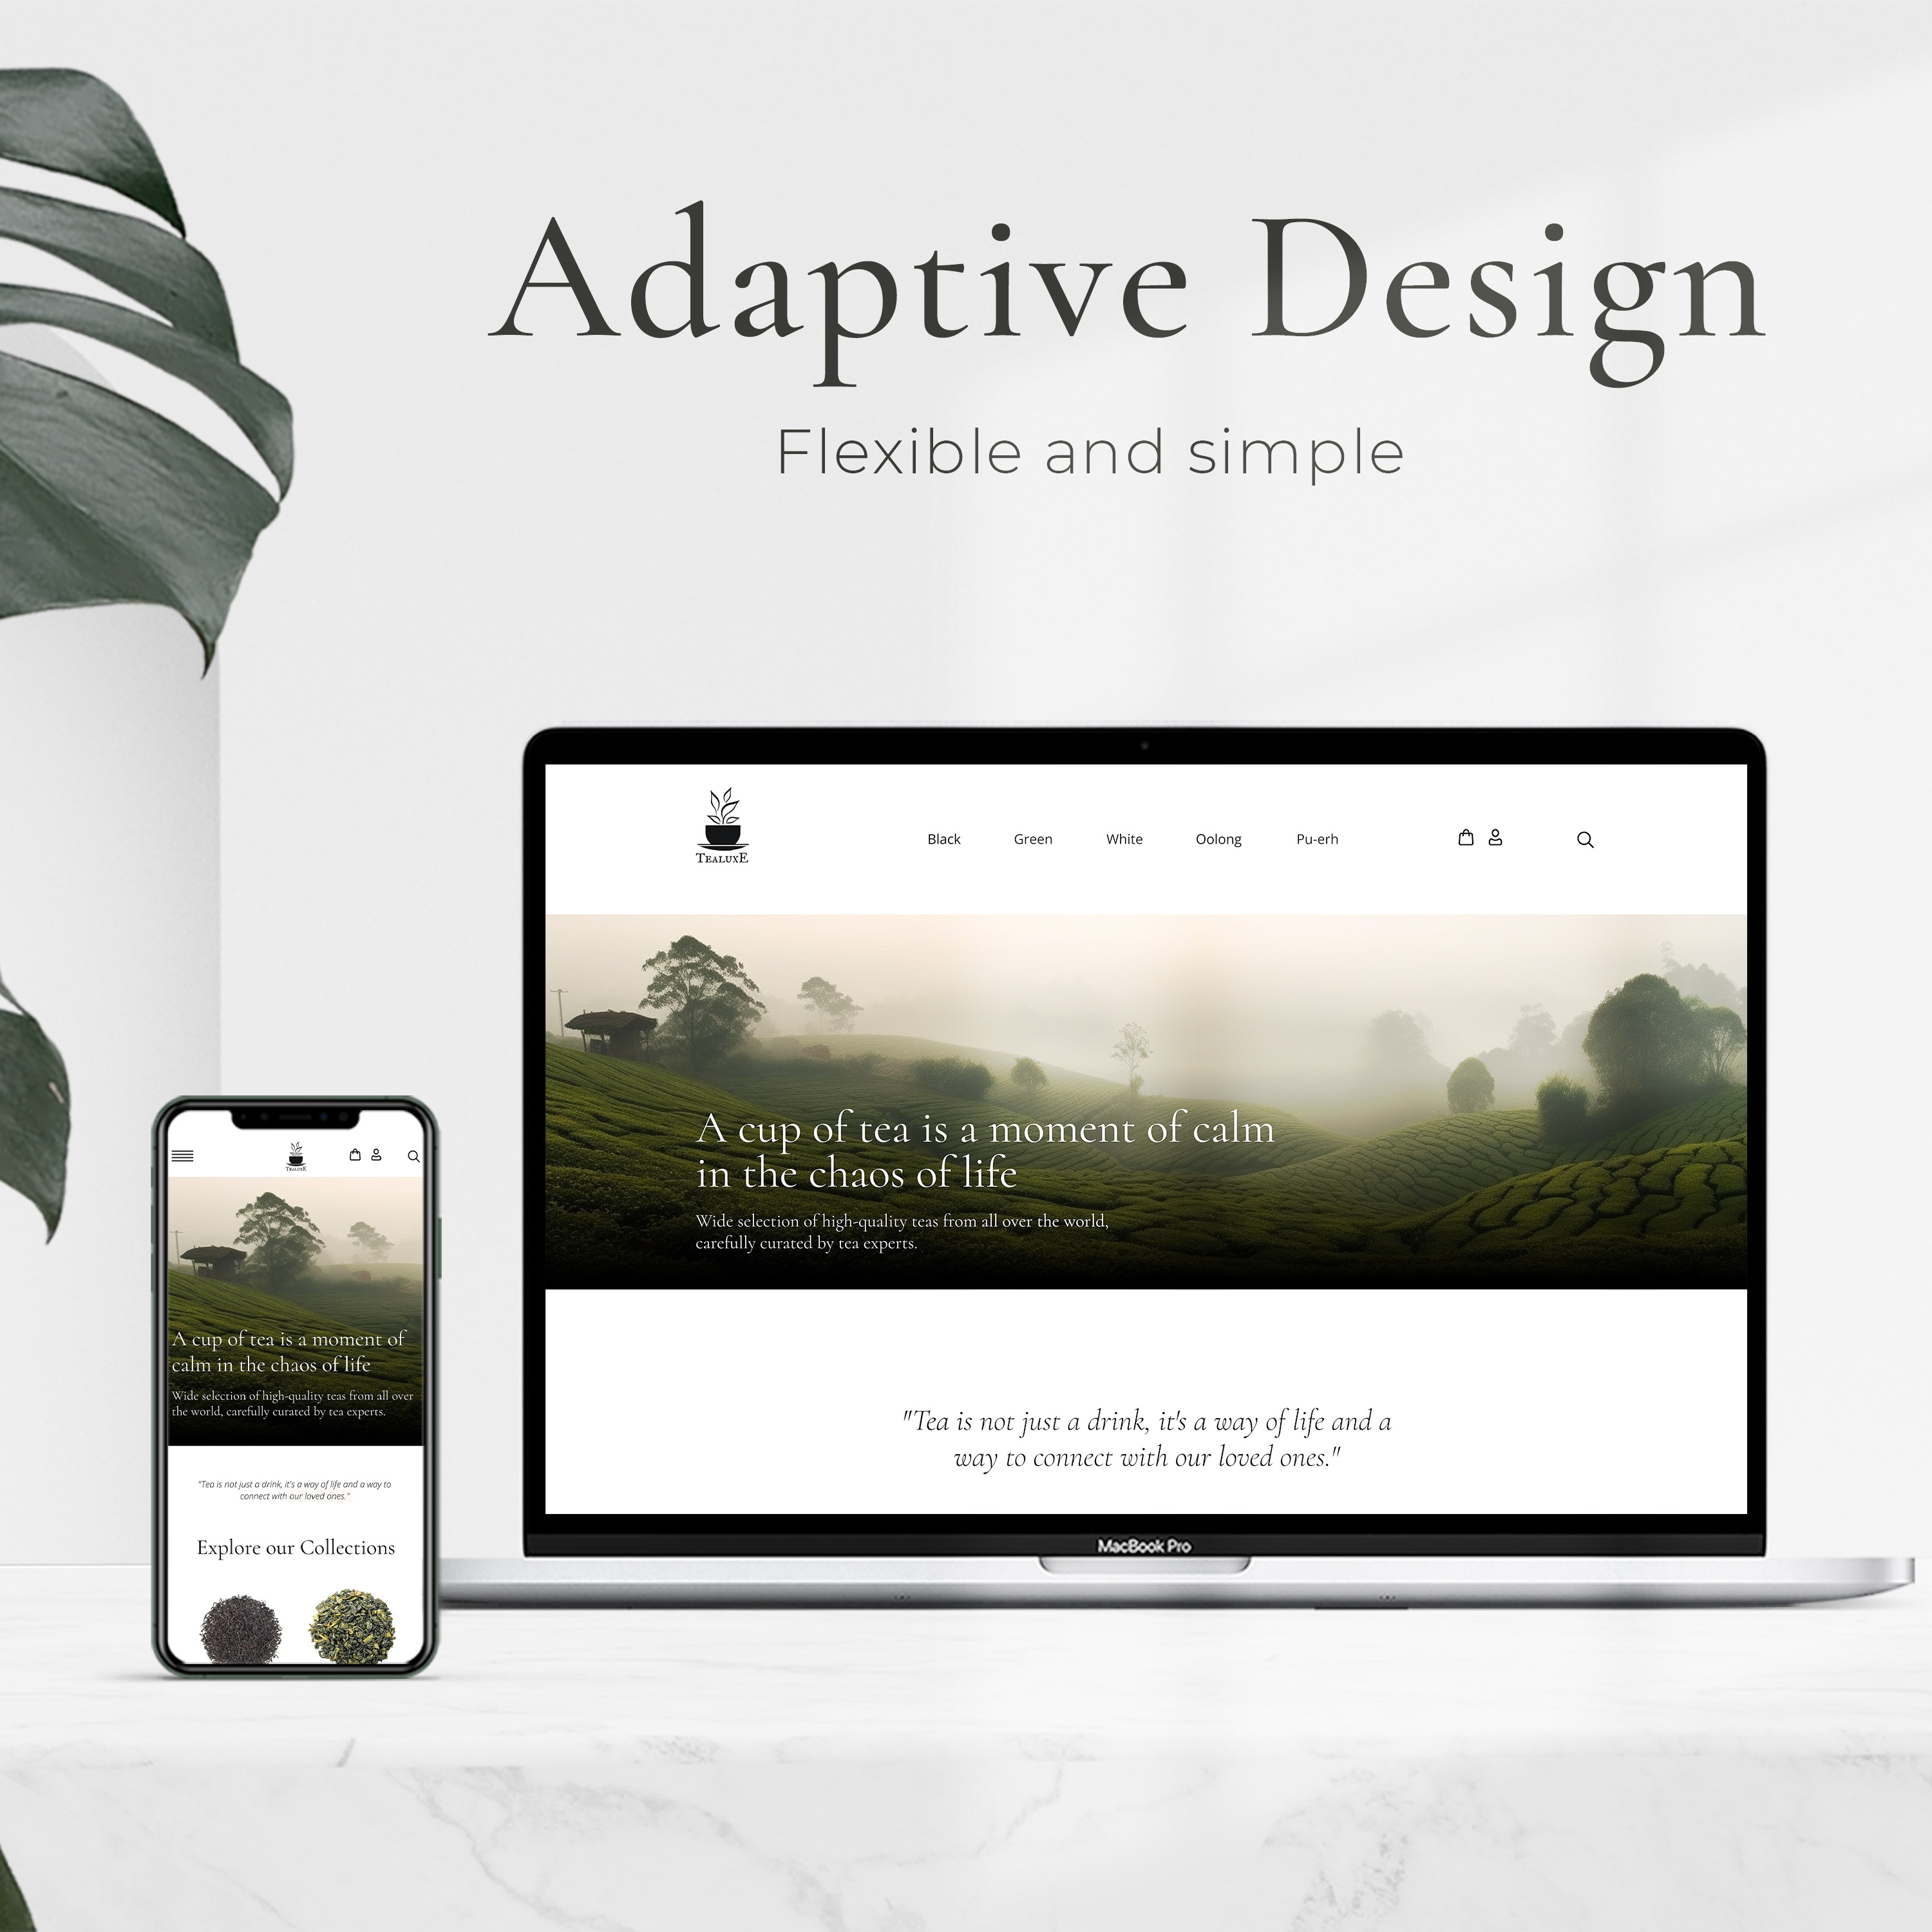 Adaptive Design
Flexible and simple
TEALUXE
Black Green White Oolong Pu-erh
A cup of tea is a moment of calm
in the chaos of life
Wide selection of high-quality teas from all over the world,
carefully curated by tea experts.
"Tea is not just a drink, it's a way of life and a
way to connect with our loved ones."
MacBook Pro
TEALUXE
A cup of tea is a moment of
calm in the chaos of life
Wide selection of high-quality teas from all over
the world, carefully curated by tea experts.
"Tea is not just a drink, it's a way of life and a way to
connect with our loved ones."
Explore our Collections